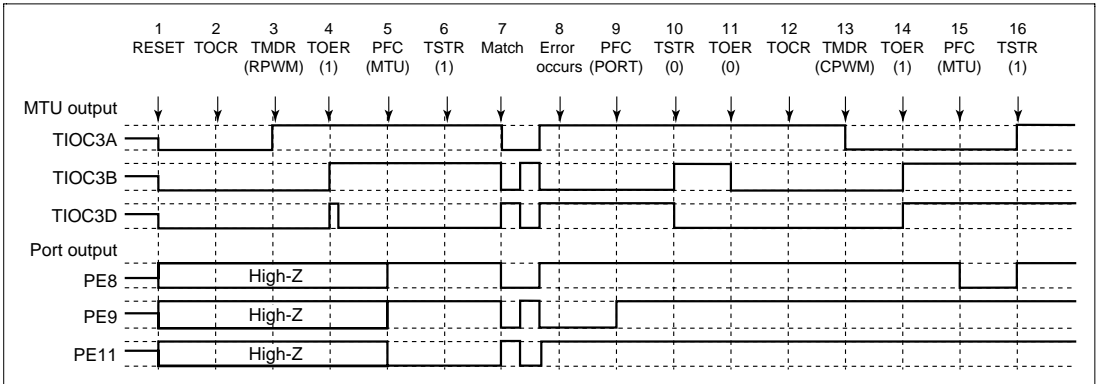 1 2 3 4 5 6 7 8 9 10 11 12 13 14 15 16
RESET TOCR TMDR TOER PFC TSTR Match Error PFC TSTR TOER TOCR TMDR TOER PFC TSTR
(RPWM) (1) (MTU) (1) occurs (PORT) (0) (0) (CPWM) (1) (MTU) (1)
MTU output
TIOC3A
TIOC3B
TIOC3D
Port output
PE8 High-Z
PE9 High-Z
PE11 High-Z